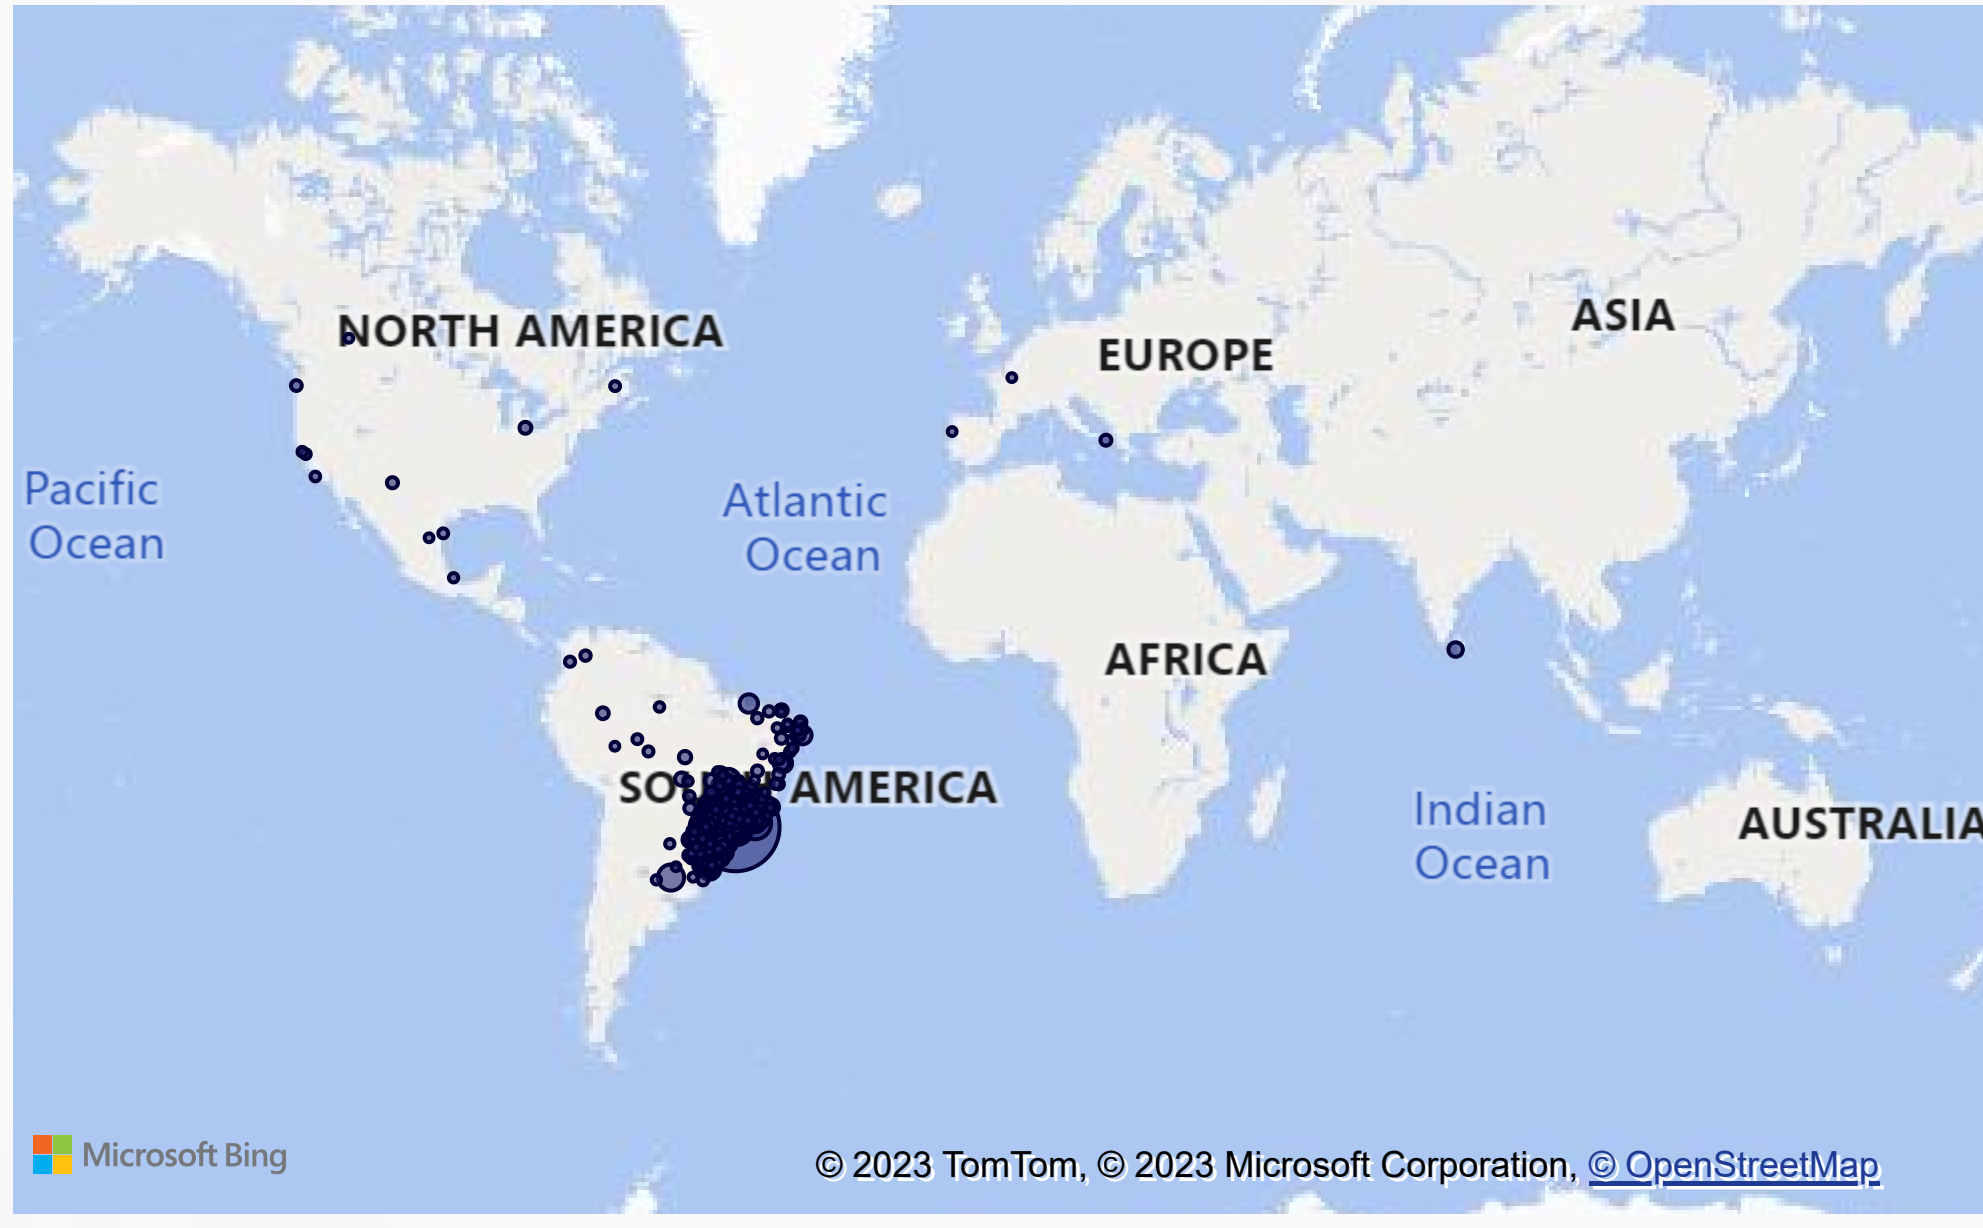 NORTH AMERICA
ASIA
EUROPE
Pacific
Ocean
Atlantic
Ocean
AFRICA
AMERICA
Indian
Ocean
AUSTRALIA
Microsoft Bing
© 2023 TomTom, © 2023 Microsoft Corporation, © OpenStreetMap